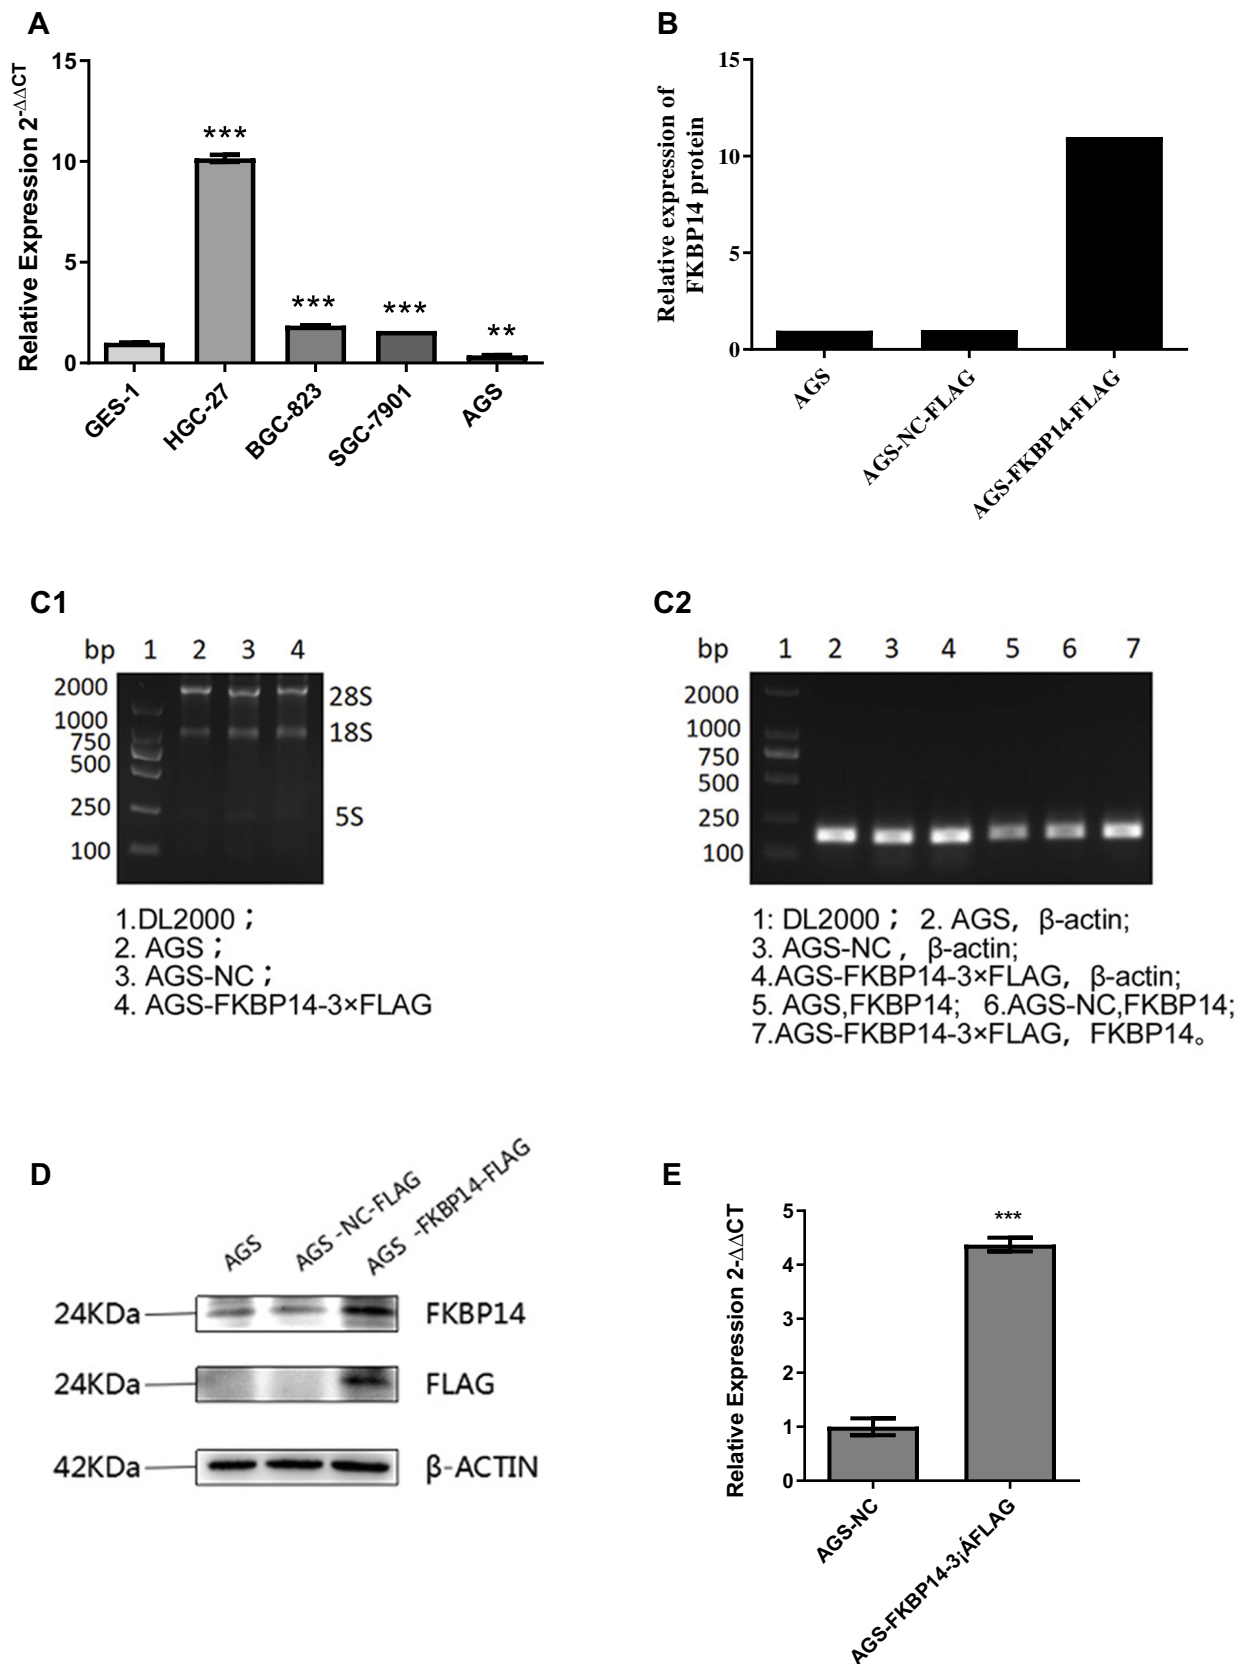 A
Relative Expression 2-ΔΔCT
15
10
5
0
***
***
***
**
GES-1
HGC-27
BGC-823
SGC-7901
AGS
B
Relative expression of
FKBP14 protein
15
10
5
0
AGS
AGS-NC-FLAG
AGS-FKBP14-FLAG
C1
bp 1 2 3 4
2000
1000
750
500
250
100
28S
18S
5S
1.DL2000；
2. AGS；
3. AGS-NC；
4. AGS-FKBP14-3×FLAG
C2
bp 1 2 3 4 5 6 7
2000
1000
750
500
250
100
1: DL2000； 2. AGS，β-actin;
3. AGS-NC，β-actin;
4.AGS-FKBP14-3×FLAG，β-actin;
5. AGS,FKBP14; 6.AGS-NC,FKBP14;
7.AGS-FKBP14-3×FLAG，FKBP14。
D
AGS
AGS -NC-FLAG
AGS -FKBP14-FLAG
24KDa FKBP14
24KDa FLAG
42KDa β-ACTIN
E
Relative Expression 2-ΔΔCT
5
4
3
2
1
0
***
AGS-NC
AGS-FKBP14-3¡ÁFLAG